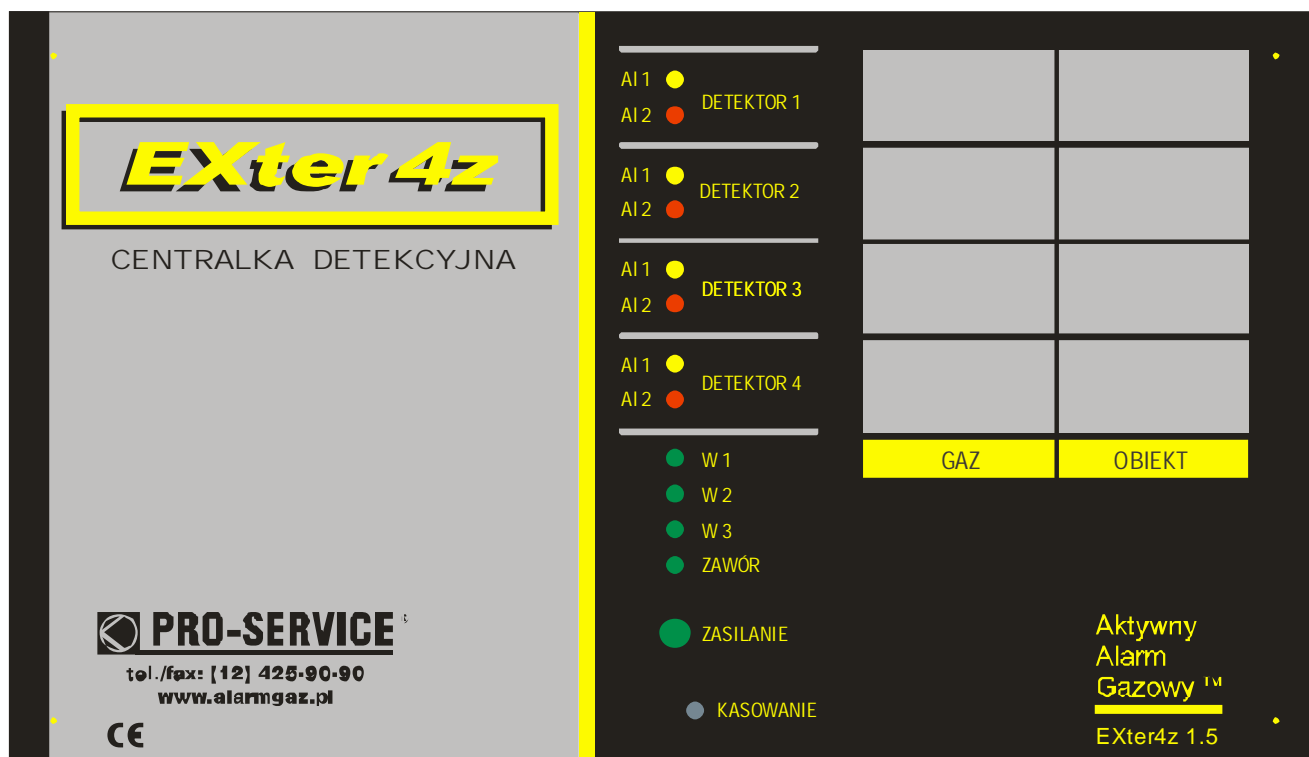 EXter 4z
CENTRALKA DETEKCYJNA
PRO-SERVICE
tel./fax: (12) 425-90-90
www.alarmgaz.pl
CE
Al 1
DETEKTOR 1
Al 2
Al 1
DETEKTOR 2
Al 2
Al 1
DETEKTOR 3
Al 2
Al 1
DETEKTOR 4
Al 2
W 1
W 2
W 3
ZAWÓR
ZASILANIE
KASOWANIE
GAZ OBIEKT
Aktywny
Alarm
Gazowy ™
EXter4z 1.5